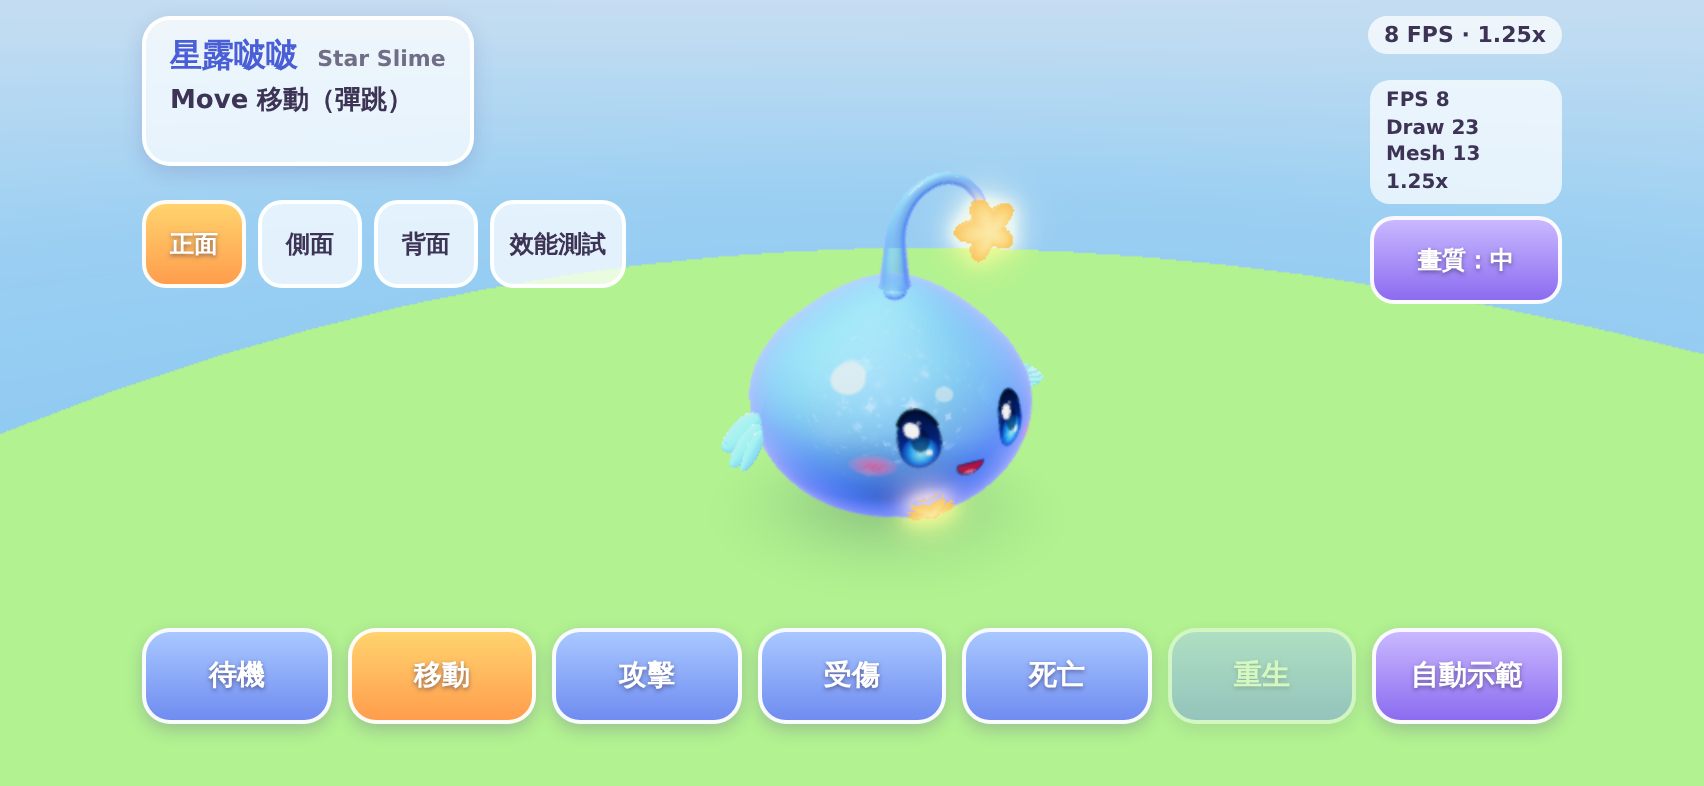 星露啵啵 Star Slime
Move 移動（彈跳）
8 FPS · 1.25x
FPS 8
Draw 23
Mesh 13
1.25x
正面
側面
背面
效能測試
畫質：中
待機
移動
攻擊
受傷
死亡
重生
自動示範